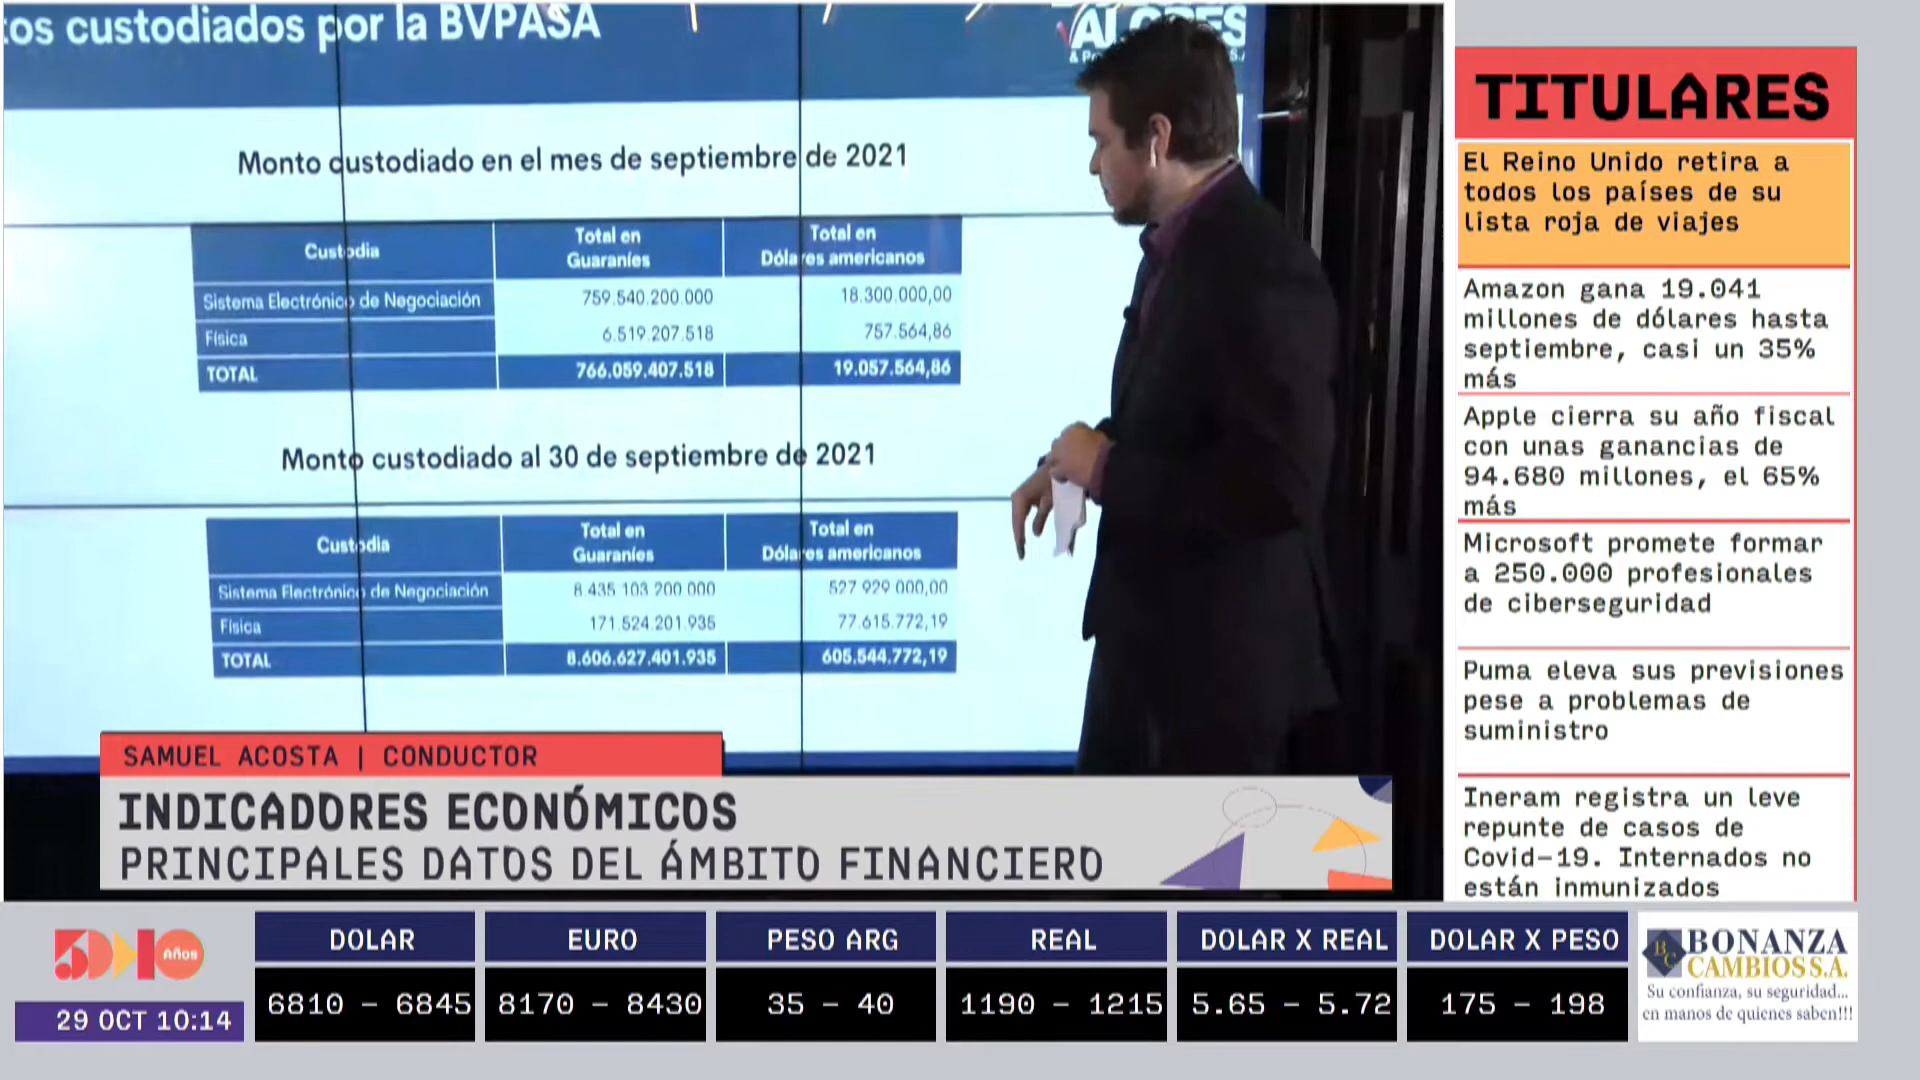 tos custodiados por la BVPASA
Monto custodiado en el mes de septiembre de 2021
Custodia
Total en
Guaraníes
Total en
Dólares americanos
Sistema Electrónico de Negociación 759.540.200.000 18.300.000,00
Física 6.519.207.518 757.564,86
TOTAL 766.059.407.518 19.057.564,86
Monto custodiado al 30 de septiembre de 2021
Custodia
Total en
Guaraníes
Total en
Dólares americanos
Sistema Electrónico de Negociación 8.435.103.200.000 527.929.000,00
Física 171.524.201.935 77.615.772,19
TOTAL 8.606.627.401.935 605.544.772,19
SAMUEL ACOSTA | CONDUCTOR
INDICADORES ECONÓMICOS
PRINCIPALES DATOS DEL ÁMBITO FINANCIERO
TITULARES
El Reino Unido retira a
todos los países de su
lista roja de viajes
Amazon gana 19.041
millones de dólares hasta
septiembre, casi un 35%
más
Apple cierra su año fiscal
con unas ganancias de
94.680 millones, el 65%
más
Microsoft promete formar
a 250.000 profesionales
de ciberseguridad
Puma eleva sus previsiones
pese a problemas de
suministro
Ineram registra un leve
repunte de casos de
Covid-19. Internados no
están inmunizados
5D10 Años
29 OCT 10:14
DOLAR
6810 - 6845
EURO
8170 - 8430
PESO ARG
35 - 40
REAL
1190 - 1215
DOLAR X REAL
5.65 - 5.72
DOLAR X PESO
175 - 198
BC
BONANZA
CAMBIOS S.A.
Su confianza, su seguridad...
en manos de quienes saben!!!